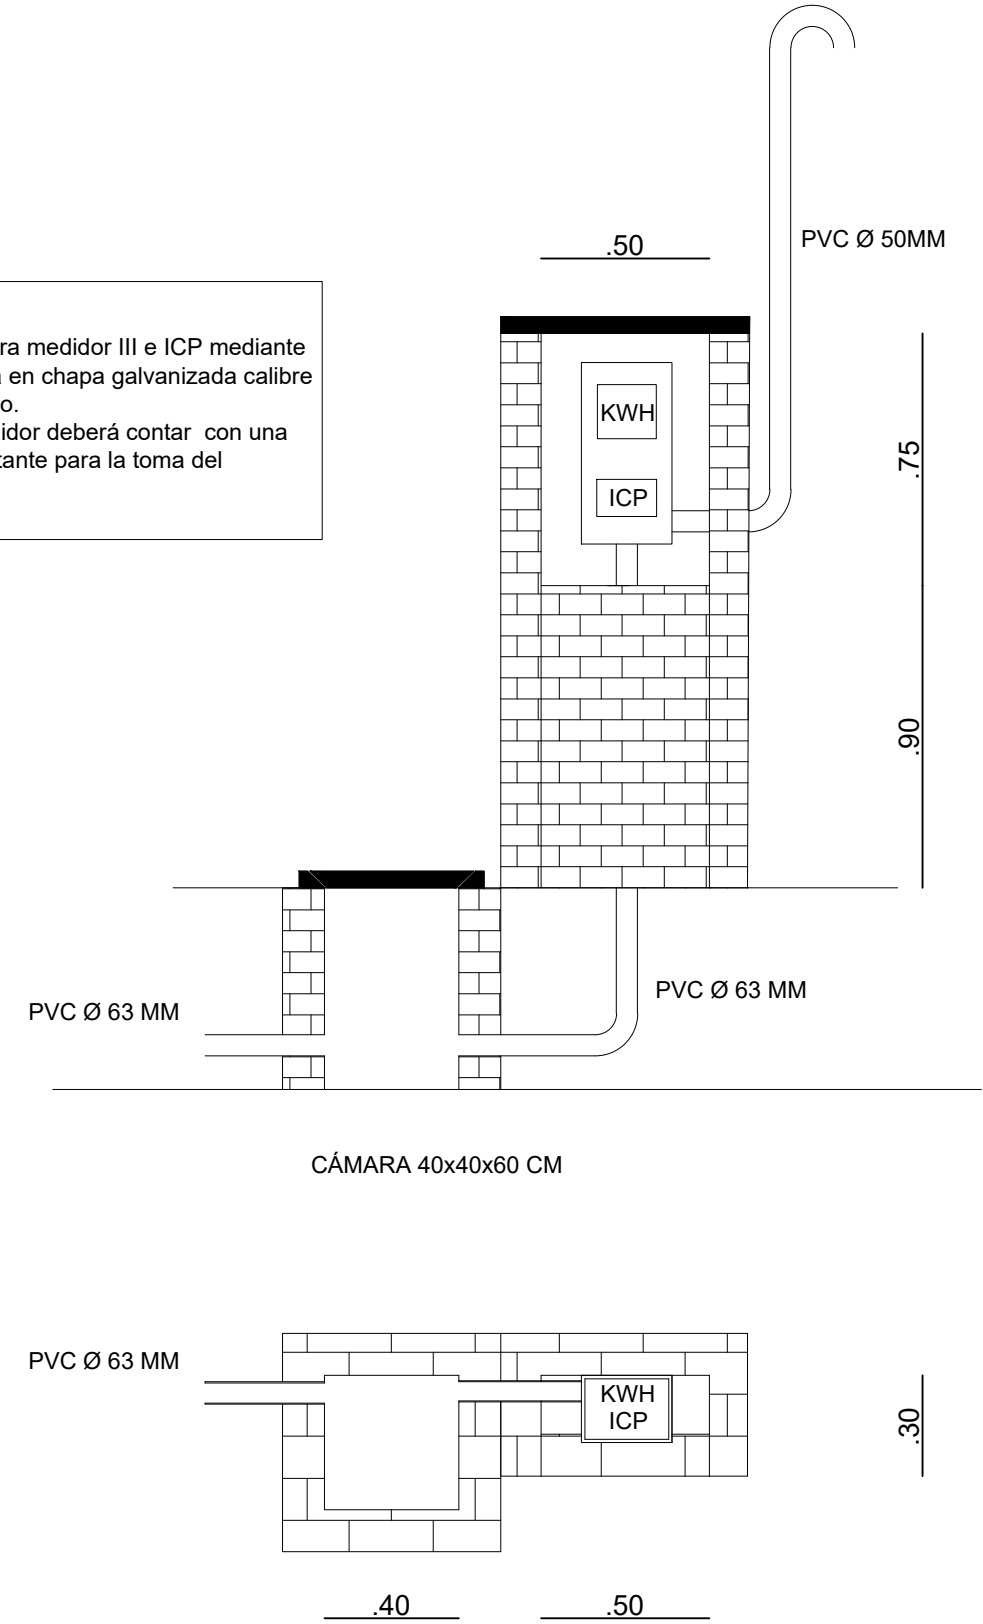 PVC Ø 50MM
.50
ra medidor III e ICP mediante
en chapa galvanizada calibre
o.
idor deberá contar con una
tante para la toma del
KWH
ICP
.75
.90
PVC Ø 63 MM
PVC Ø 63 MM
CÁMARA 40x40x60 CM
PVC Ø 63 MM
KWH
ICP
.30
.40
.50